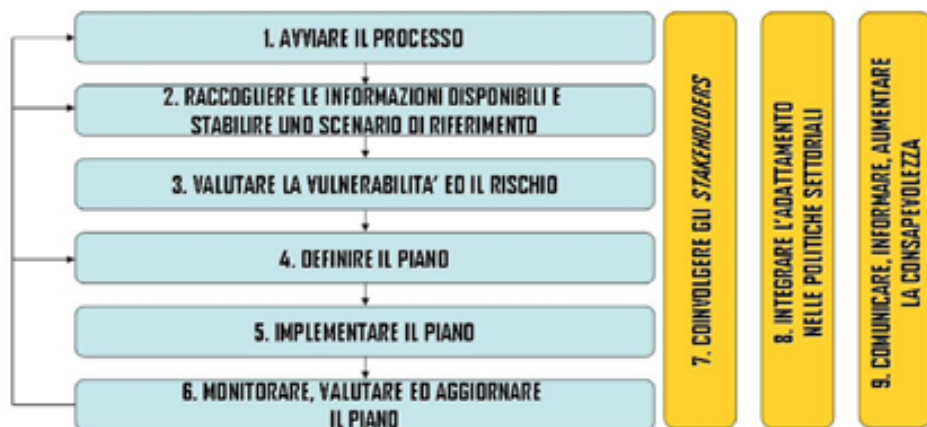 1. AVVIARE IL PROCESSO
2. RACCOGLIERE LE INFORMAZIONI DISPONIBILI E
STABILIRE UNO SCENARIO DI RIFERIMENTO
3. VALUTARE LA VULNERABILITA' ED IL RISCHIO
4. DEFINIRE IL PIANO
5. IMPLEMENTARE IL PIANO
6. MONITORARE, VALUTARE ED AGGIORNARE
IL PIANO
7. COINVOLGERE GLI STAKEHOLDERS
8. INTEGRARE L'ADATTAMENTO
NELLE POLITICHE SETTORIALI
9. COMUNICARE, INFORMARE, AUMENTARE
LA CONSAPEVOLEZZA